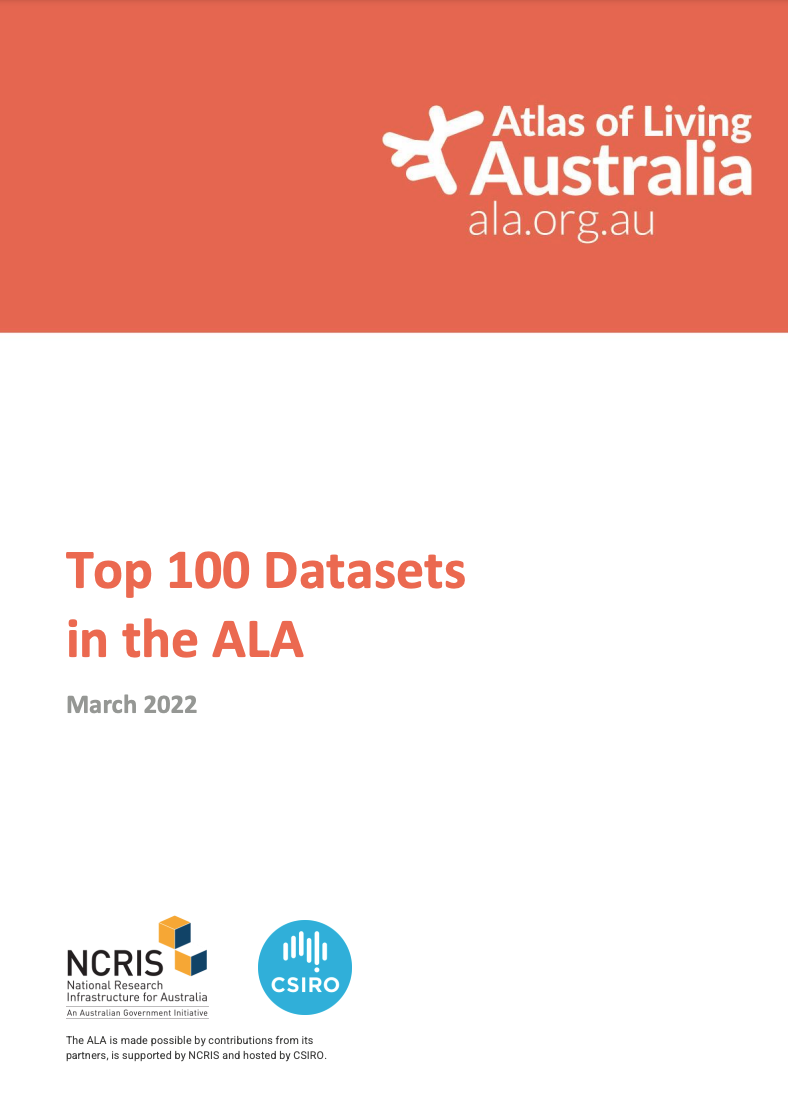 Atlas of Living
Australia
ala.org.au
Top 100 Datasets
in the ALA
March 2022
NCRIS
National Research
Infrastructure for Australia
An Australian Government Initiative
CSIRO
The ALA is made possible by contributions from its
partners, is supported by NCRIS and hosted by CSIRO.